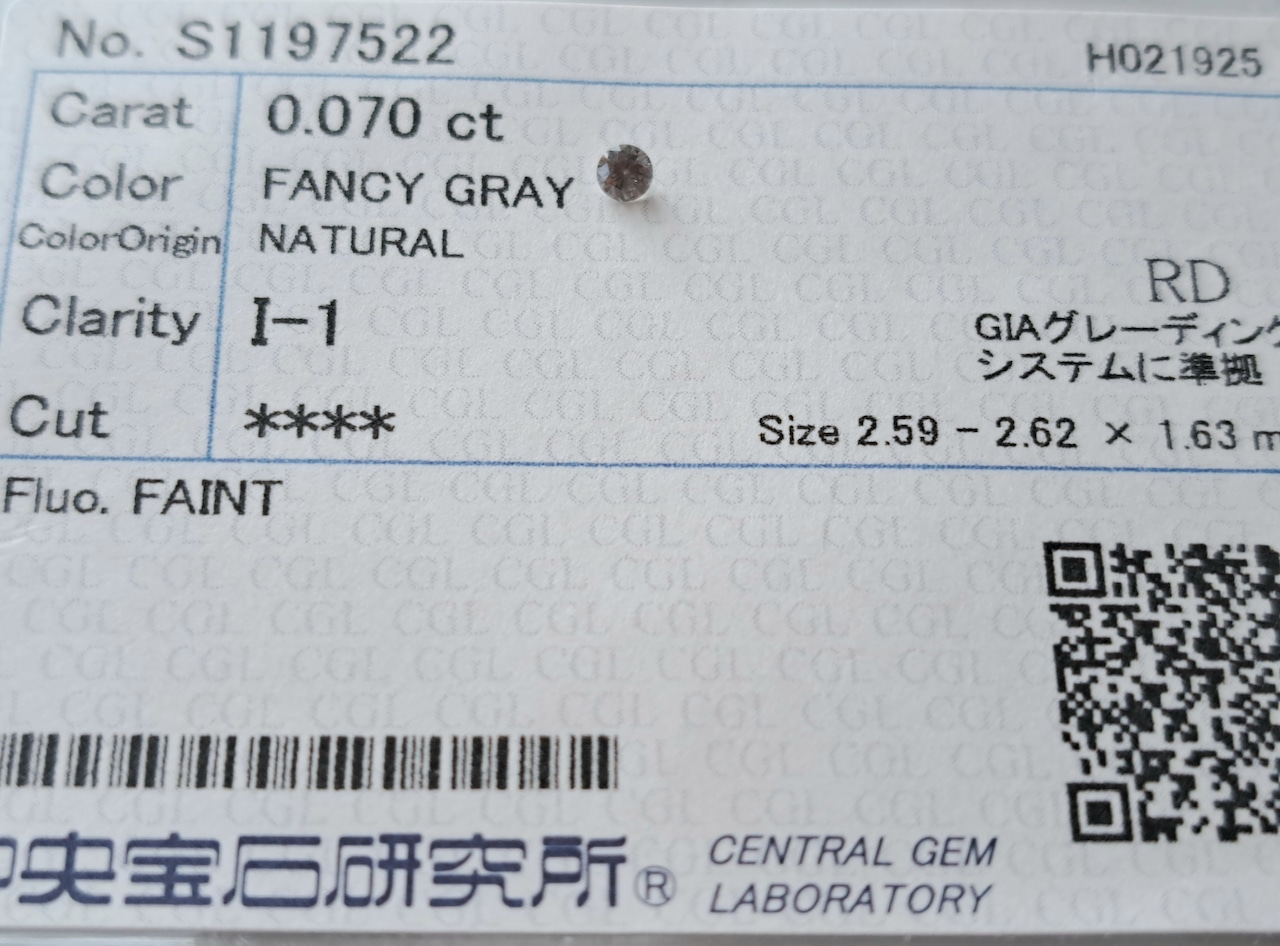 No. S1197522
H021925
Carat 0.070 ct
Color FANCY GRAY
ColorOrigin NATURAL
Clarity I-1
RD
GIAグレーディング
システムに準拠
Cut ****
Size 2.59 - 2.62 × 1.63 m
Fluo. FAINT
中央宝石研究所®
CENTRAL GEM
LABORATORY